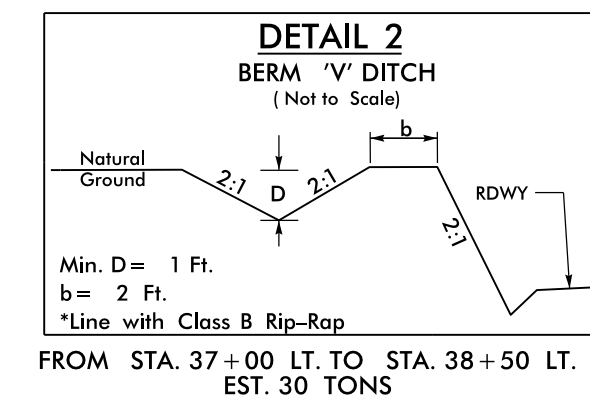 DETAIL 2
BERM 'V' DITCH
( Not to Scale)
b
Natural
Ground
2:1
D
2:1
2:1
RDWY
Min. D= 1 Ft.
b= 2 Ft.
*Line with Class B Rip-Rap
FROM STA. 37+00 LT. TO STA. 38+50 LT.
EST. 30 TONS